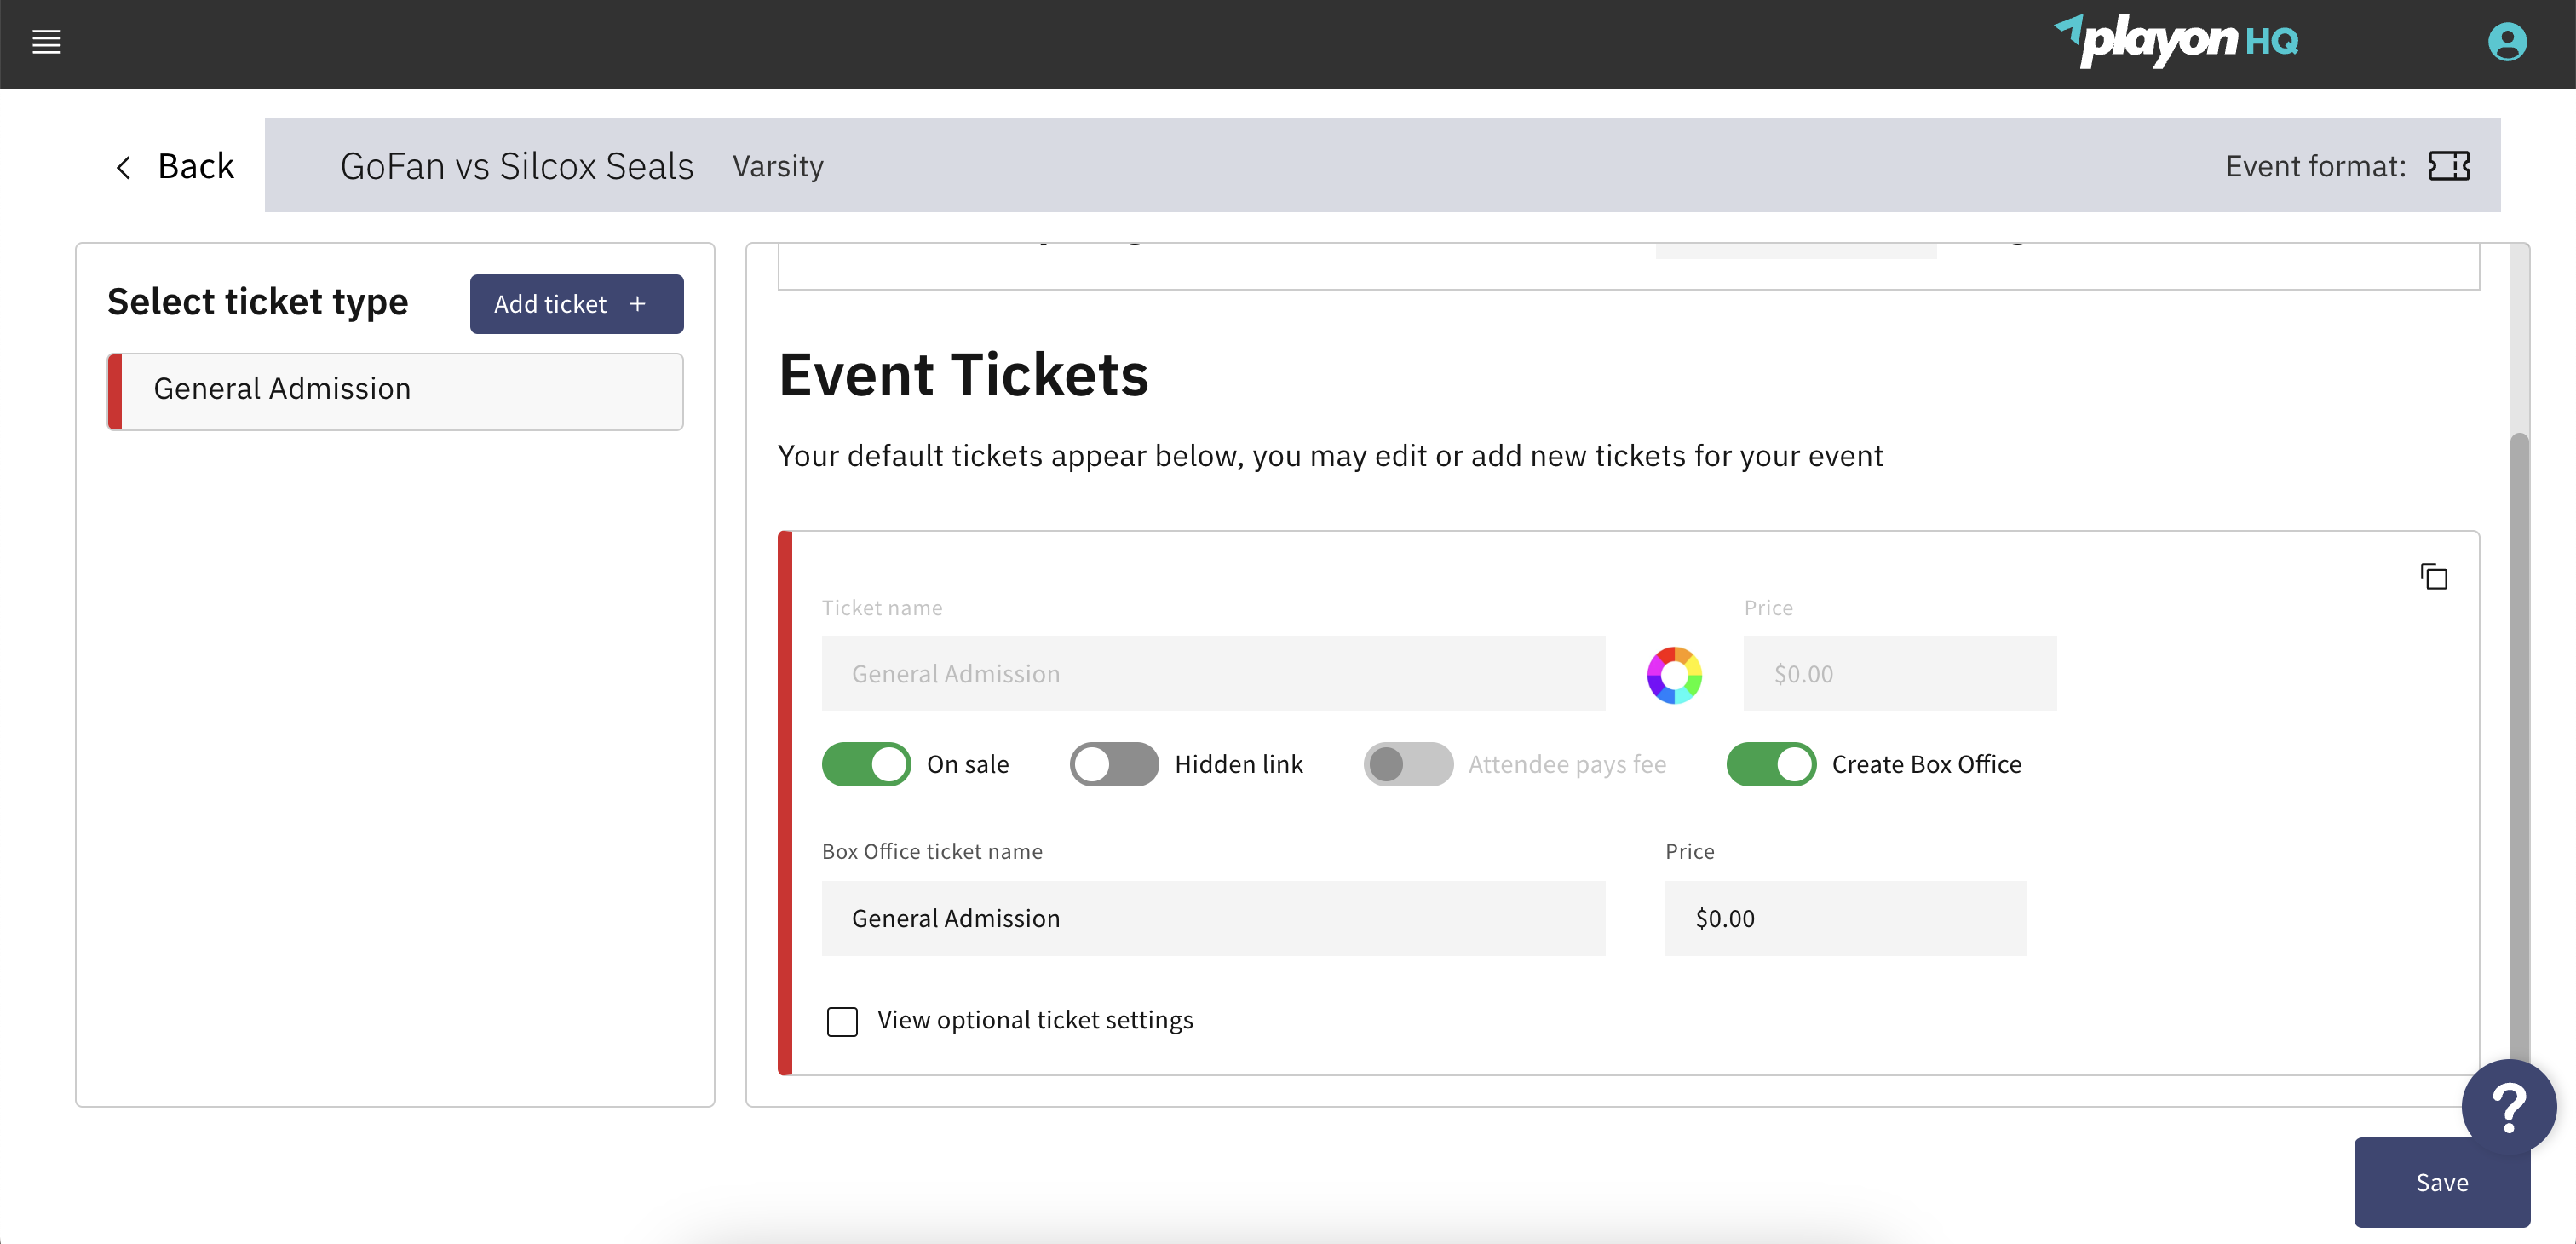 playon HQ
Back
GoFan vs Silcox Seals Varsity
Event format:
Select ticket type
Add ticket +
General Admission
Event Tickets
Your default tickets appear below, you may edit or add new tickets for your event
Ticket name
Price
General Admission
$0.00
On sale
Hidden link
Attendee pays fee
Create Box Office
Box Office ticket name
Price
General Admission
$0.00
View optional ticket settings
?
Save